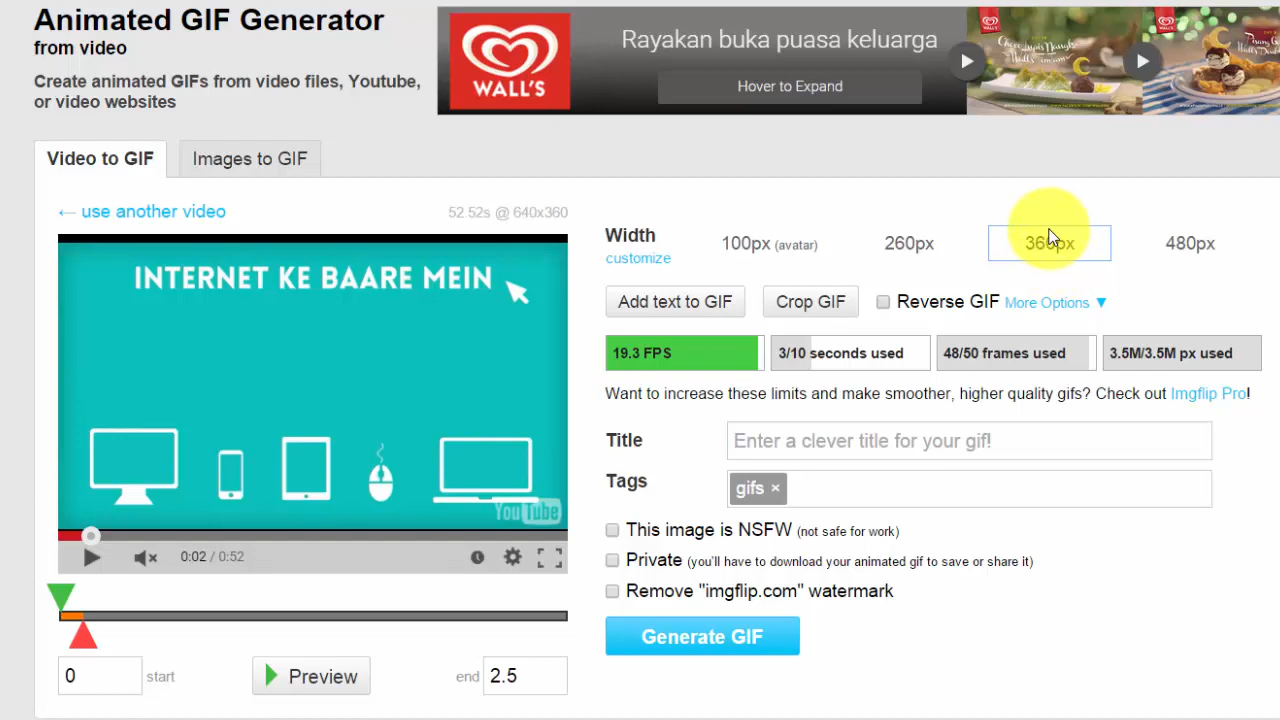 Animated GIF Generator
from video
Create animated GIFs from video files, Youtube,
or video websites
WALL'S
Rayakan buka puasa keluarga
Hover to Expand
Video to GIF
Images to GIF
← use another video
52.52s @ 640x360
INTERNET KE BAARE MEIN
YouTube
0:02 / 0:52
0 start
Preview
end 2.5
Width
customize
100px (avatar)
260px
360px
480px
Add text to GIF
Crop GIF
Reverse GIF
More Options ▼
19.3 FPS
3/10 seconds used
48/50 frames used
3.5M/3.5M px used
Want to increase these limits and make smoother, higher quality gifs? Check out Imgflip Pro!
Title
Enter a clever title for your gif!
Tags
gifs ×
This image is NSFW (not safe for work)
Private (you'll have to download your animated gif to save or share it)
Remove "imgflip.com" watermark
Generate GIF